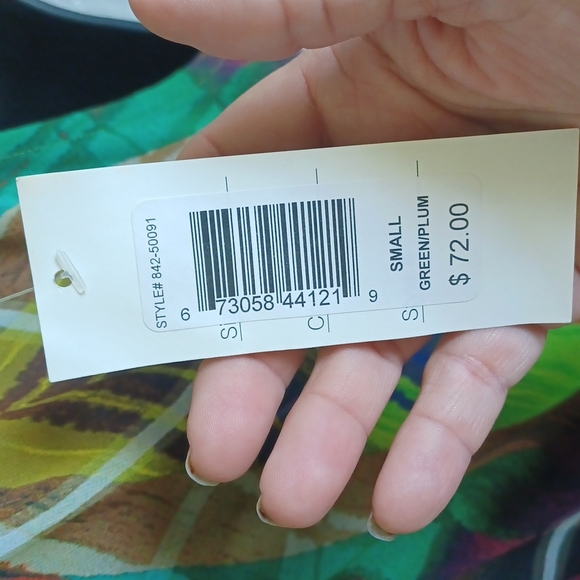 STYLE# 842-50091
6 73058 44121 9
SMALL
GREEN/PLUM
$ 72.00
S
C
S